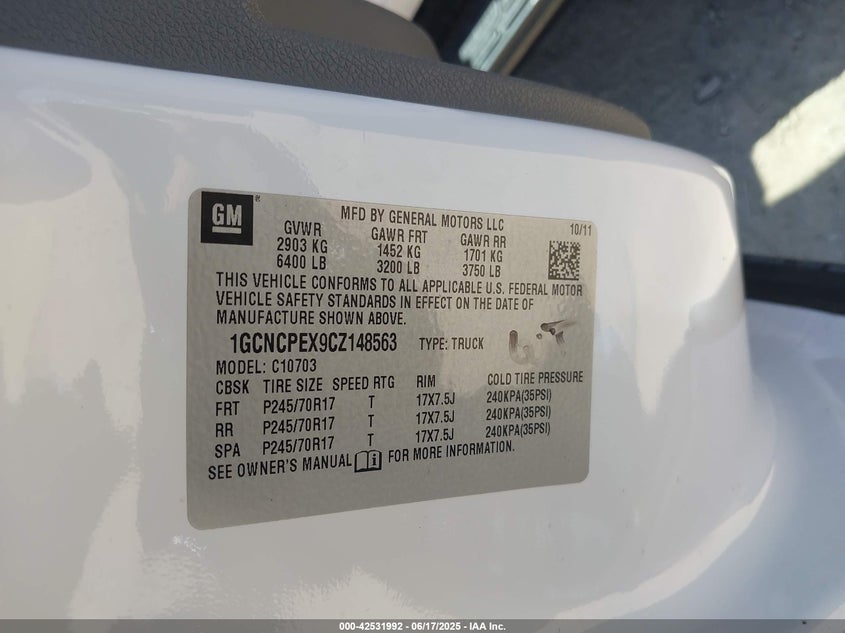 GM
MFD BY GENERAL MOTORS LLC 10/11
GVWR GAWR FRT GAWR RR
2903 KG 1452 KG 1701 KG
6400 LB 3200 LB 3750 LB
THIS VEHICLE CONFORMS TO ALL APPLICABLE U.S. FEDERAL MOTOR
VEHICLE SAFETY STANDARDS IN EFFECT ON THE DATE OF
MANUFACTURE SHOWN ABOVE.
1GCNCPEX9CZ148563 TYPE: TRUCK
MODEL: C10703
CBSK TIRE SIZE SPEED RTG RIM COLD TIRE PRESSURE
FRT P245/70R17 T 17X7.5J 240KPA(35PSI)
RR P245/70R17 T 17X7.5J 240KPA(35PSI)
SPA P245/70R17 T 17X7.5J 240KPA(35PSI)
SEE OWNER'S MANUAL FOR MORE INFORMATION.
000-42531992 - 06/17/2025 - IAA Inc.